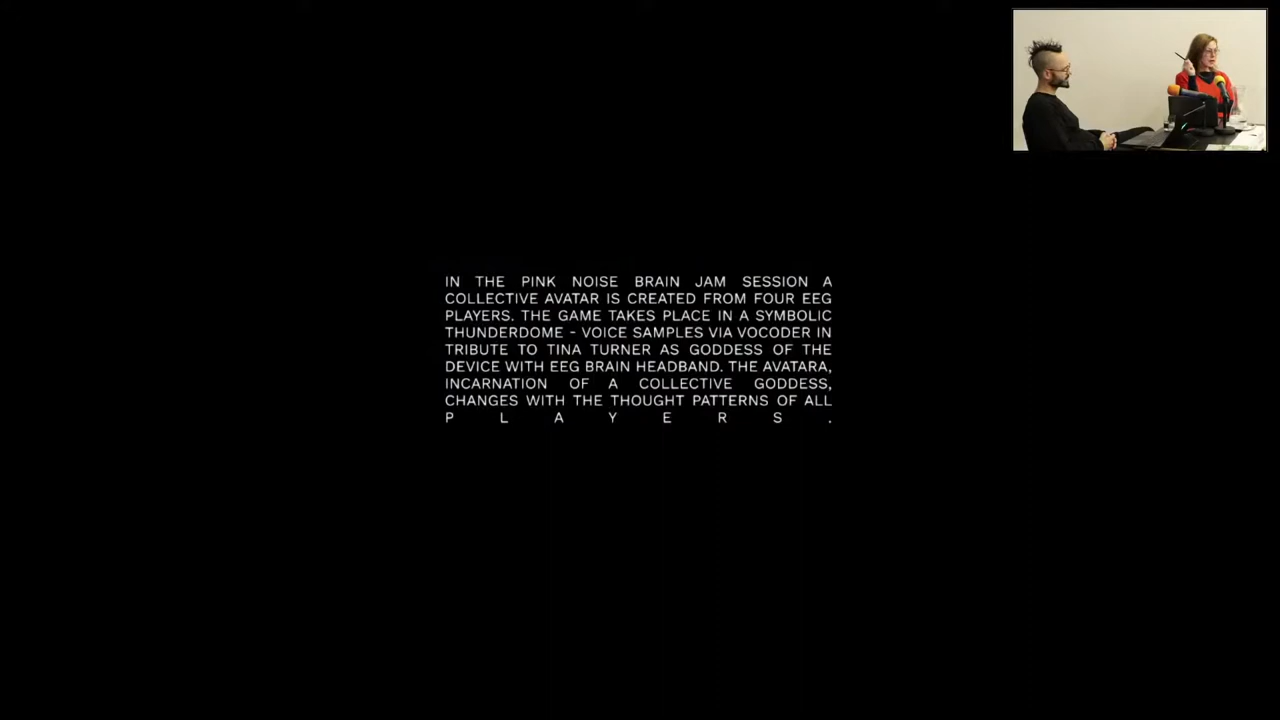 IN THE PINK NOISE BRAIN JAM SESSION A
COLLECTIVE AVATAR IS CREATED FROM FOUR EEG
PLAYERS. THE GAME TAKES PLACE IN A SYMBOLIC
THUNDERDOME - VOICE SAMPLES VIA VOCODER IN
TRIBUTE TO TINA TURNER AS GODDESS OF THE
DEVICE WITH EEG BRAIN HEADBAND. THE AVATARA,
INCARNATION OF A COLLECTIVE GODDESS,
CHANGES WITH THE THOUGHT PATTERNS OF ALL
P L A Y E R S .